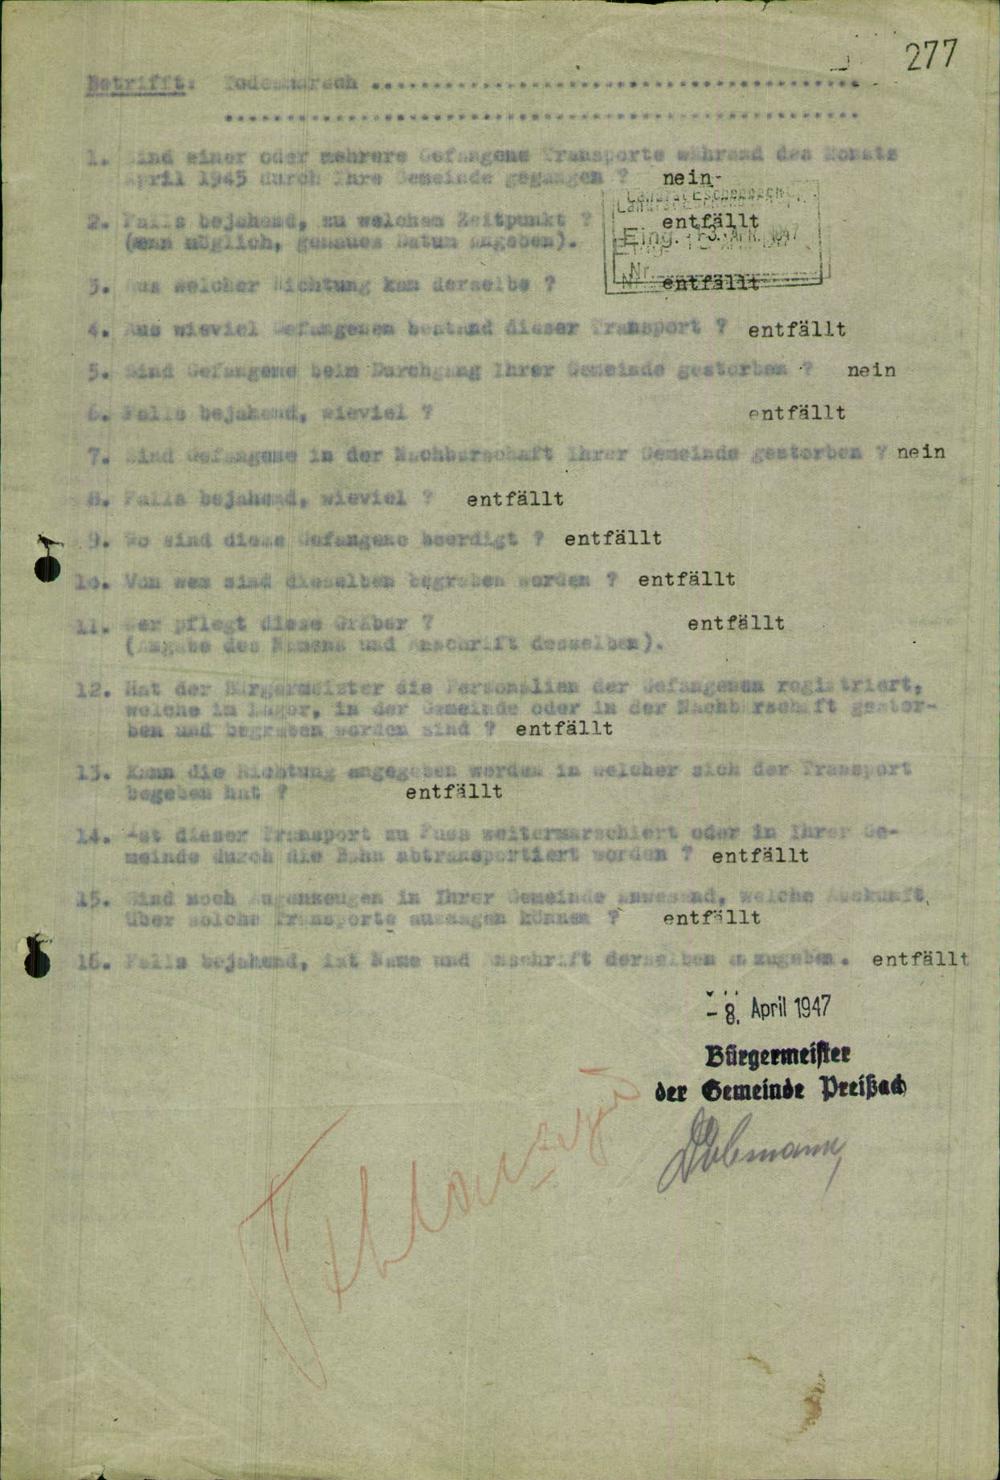 277
Betrifft: Todesmarsch ........................................
........................................
1. Sind einer oder mehrere Gefangene Transporte während des Monats
April 1945 durch Ihre Gemeinde gegangen ? nein-
Landrat Eschenbach
2. Falls bejahend, zu welchem Zeitpunkt ? entfällt
(wenn möglich, genaues Datum angeben).
Eing. APR. 1947
Nr.
3. Aus welcher Richtung kam derselbe ? entfällt
4. Aus wieviel Gefangenen bestand dieser Transport ? entfällt
5. Sind Gefangene beim Durchgang Ihrer Gemeinde gestorben ? nein
6. Falls bejahend, wieviel ? entfällt
7. Sind Gefangene in der Nachbarschaft Ihrer Gemeinde gestorben ? nein
8. Falls bejahend, wieviel ? entfällt
9. Wo sind diese Gefangene beerdigt ? entfällt
10. Von wem sind dieselben begraben worden ? entfällt
11. Wer pflegt diese Gräber ? entfällt
(Angabe des Namens und Anschrift desselben).
12. Hat der Bürgermeister die Personalien der Gefangenen registriert,
welche im Lager, in der Gemeinde oder in der Nachbarschaft gestor-
ben und begraben worden sind ? entfällt
13. Kann die Richtung angegeben werden in welcher sich der Transport
begeben hat ? entfällt
14. Ist dieser Transport zu Fuss weitermarschiert oder in Ihrer Ge-
meinde durch die Bahn abtransportiert worden ? entfällt
15. Sind noch Augenzeugen in Ihrer Gemeinde anwesend, welche Auskunft
über solche Transporte aussagen können ? entfällt
16. Falls bejahend, ist Name und Anschrift derselben anzugeben. entfällt
- 8. April 1947
Bürgermeister
der Gemeinde Preißach